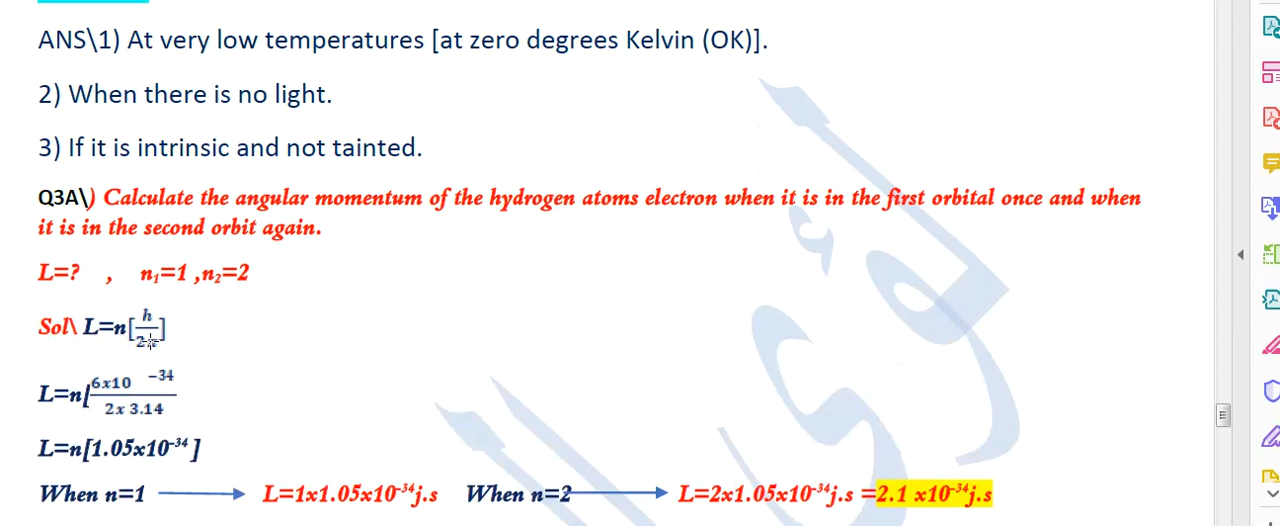 ANS\1) At very low temperatures [at zero degrees Kelvin (OK)].
2) When there is no light.
3) If it is intrinsic and not tainted.
Q3A\) Calculate the angular momentum of the hydrogen atoms electron when it is in the first orbital once and when
it is in the second orbit again.
L=? , n₁=1 ,n₂=2
Sol\ L=n[h/2π]
L=n[6x10 ⁻³⁴/2x 3.14
L=n[1.05x10⁻³⁴ ]
When n=1 → L=1x1.05x10⁻³⁴j.s When n=2 → L=2x1.05x10⁻³⁴j.s =2.1 x10⁻³⁴j.s